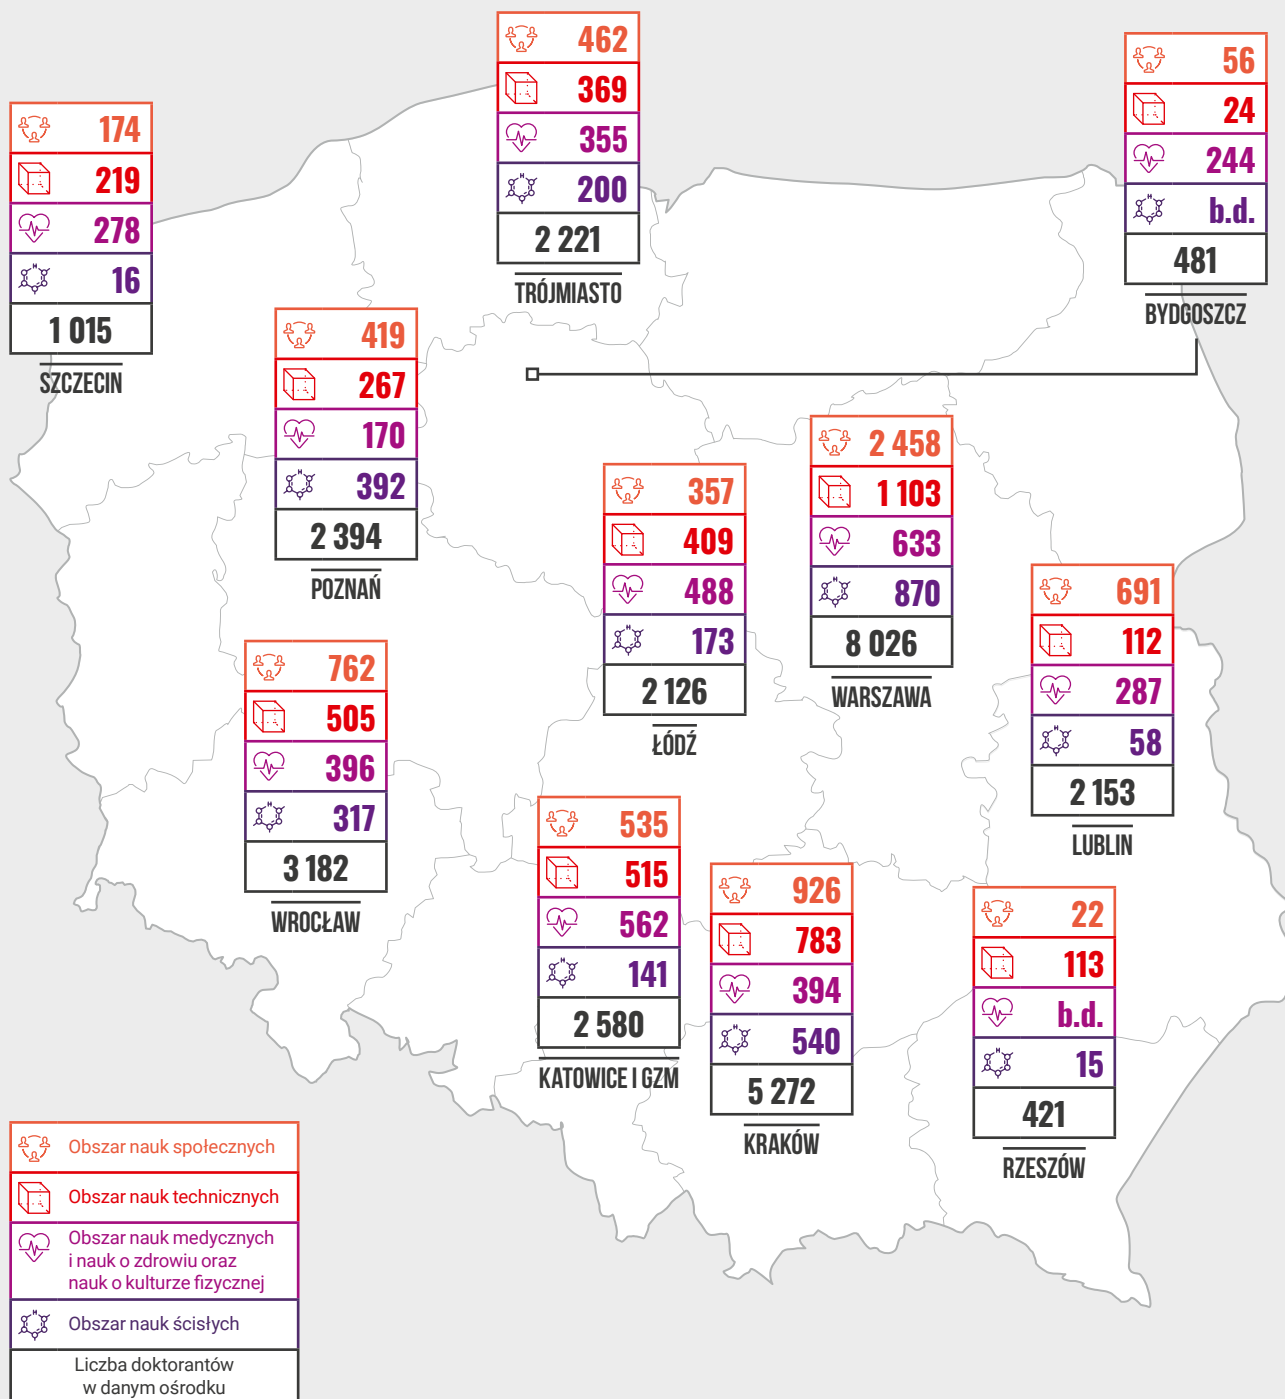 462
369
355
200
2 221
TRÓJMIASTO
56
24
244
b.d.
481
BYDGOSZCZ
174
219
278
16
1 015
SZCZECIN
419
267
170
392
2 394
POZNAŃ
2 458
1 103
633
870
8 026
WARSZAWA
357
409
488
173
2 126
ŁÓDŹ
691
112
287
58
2 153
LUBLIN
762
505
396
317
3 182
WROCŁAW
535
515
562
141
2 580
KATOWICE I GZM
926
783
394
540
5 272
KRAKÓW
22
113
b.d.
15
421
RZESZÓW
Obszar nauk społecznych
Obszar nauk technicznych
Obszar nauk medycznych
i nauk o zdrowiu oraz
nauk o kulturze fizycznej
Obszar nauk ścisłych
Liczba doktorantów
w danym ośrodku